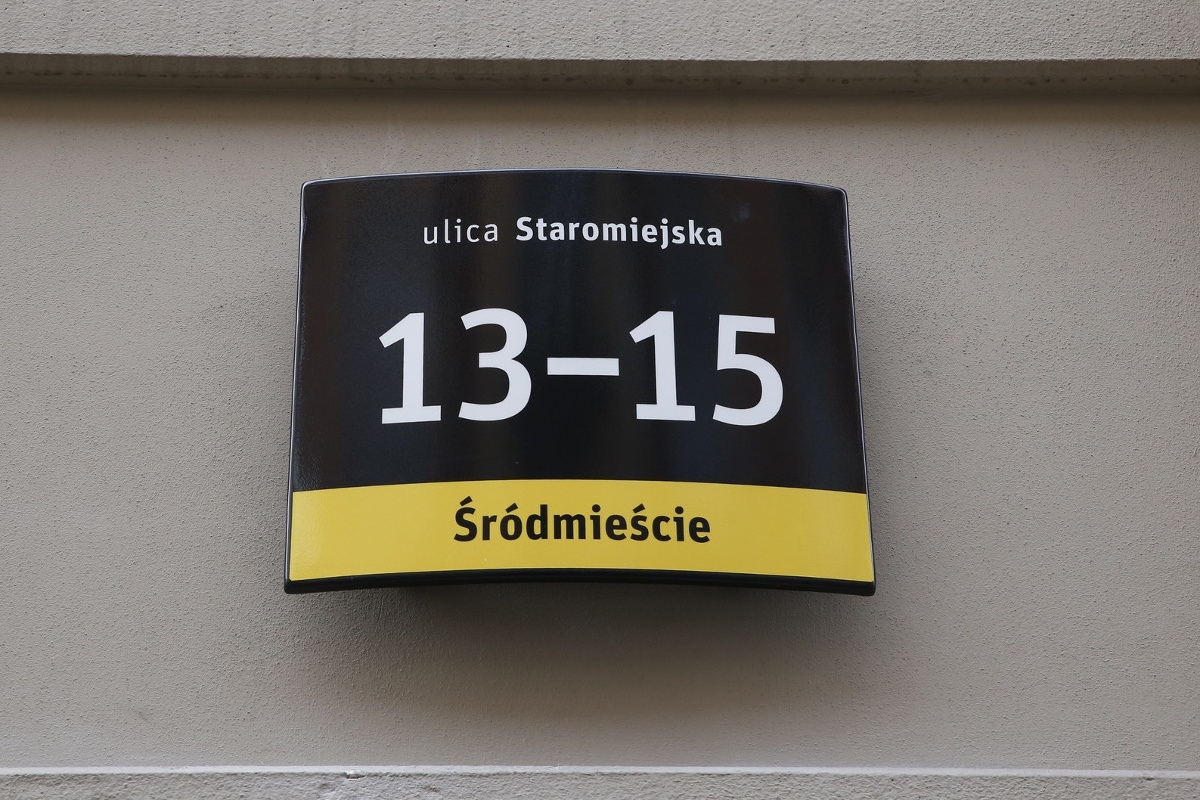 ulica Staromiejska
13–15
Śródmieście